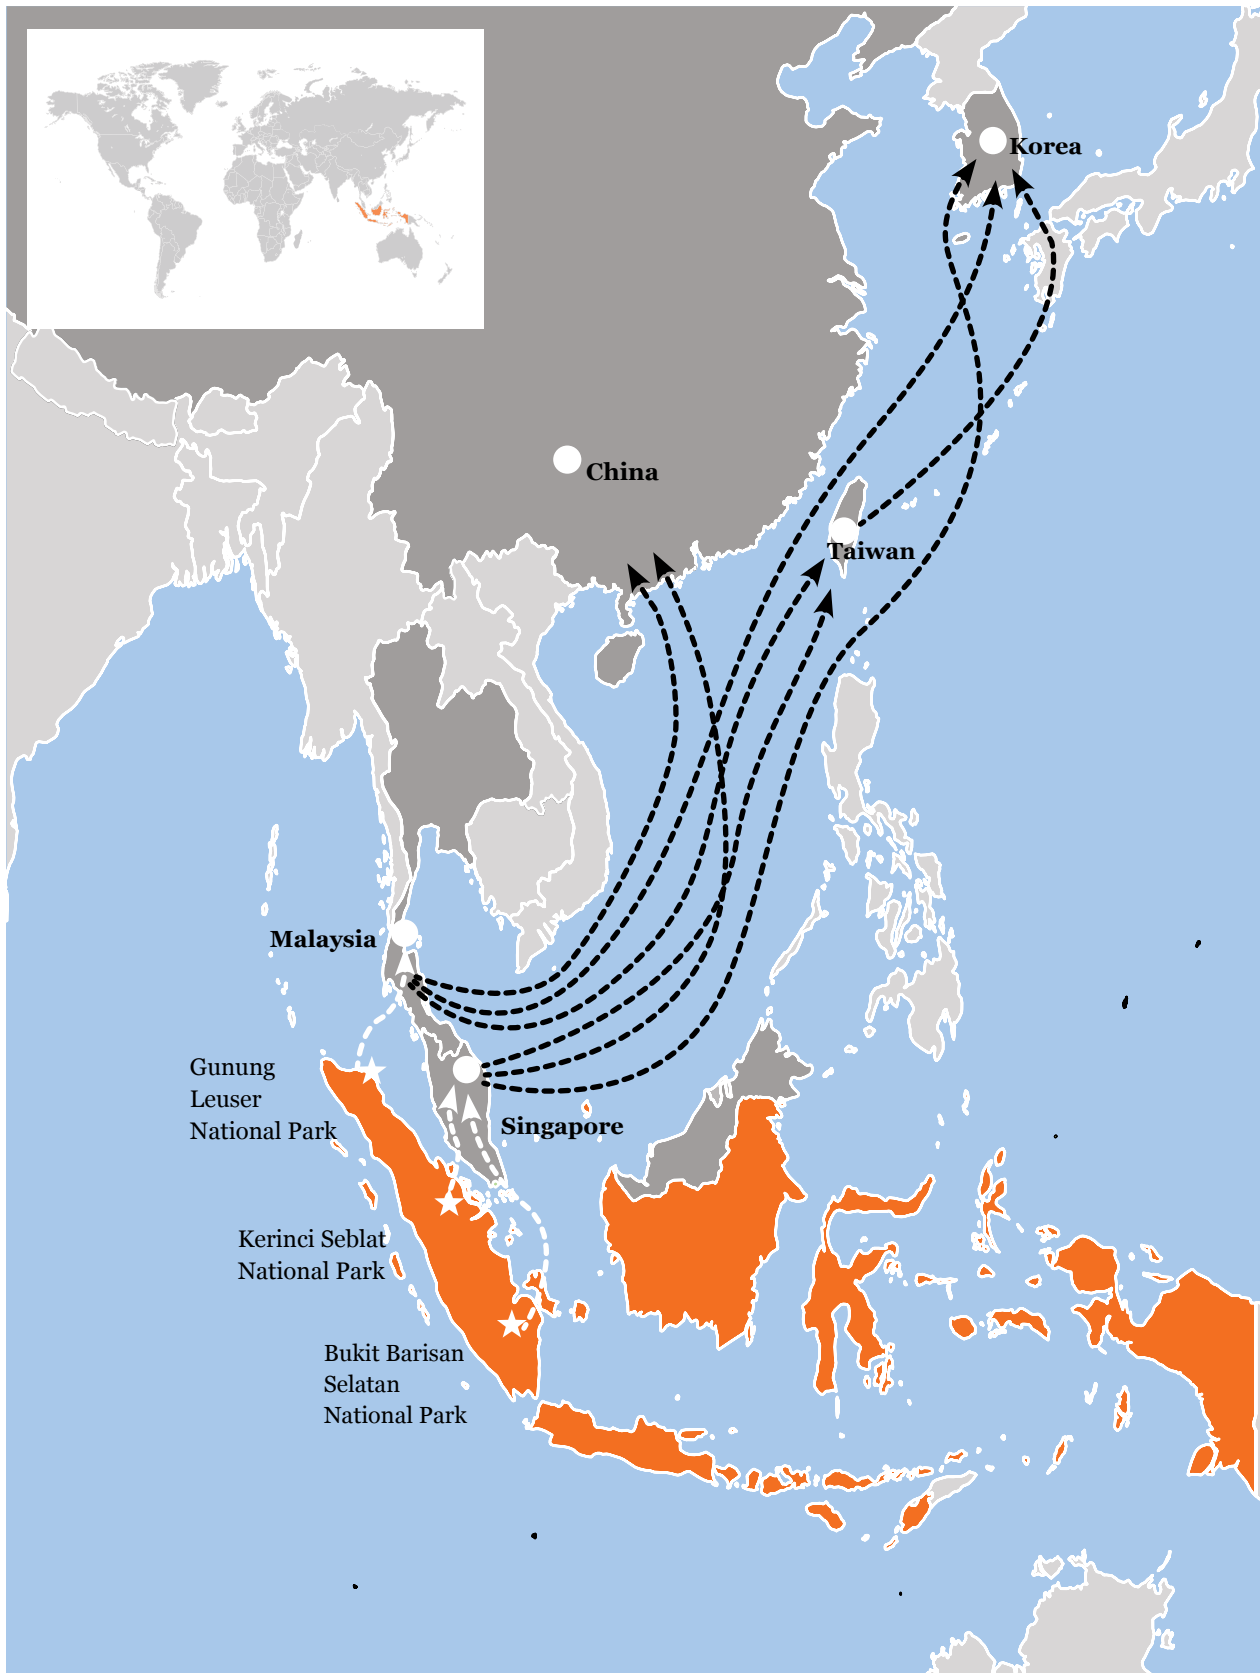 Korea
China
Taiwan
Malaysia
Gunung
Leuser
National Park
Singapore
Kerinci Seblat
National Park
Bukit Barisan
Selatan
National Park